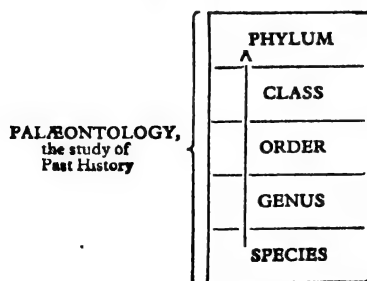 PHYLUM
CLASS
PALÆONTOLOGY,
the study of
Past History
ORDER
GENUS
SPECIES